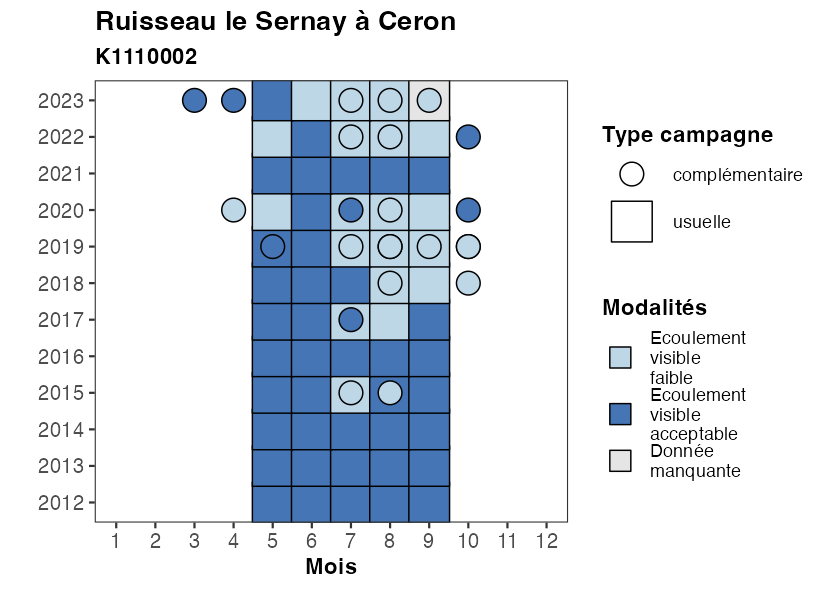 Ruisseau le Sernay à Ceron
K1110002
2023
2022
2021
2020
2019
2018
2017
2016
2015
2014
2013
2012
1 2 3 4 5 6 7 8 9 10 11 12
Mois
Type campagne
complémentaire
usuelle
Modalités
Ecoulement
visible
faible
Ecoulement
visible
acceptable
Donnée
manquante